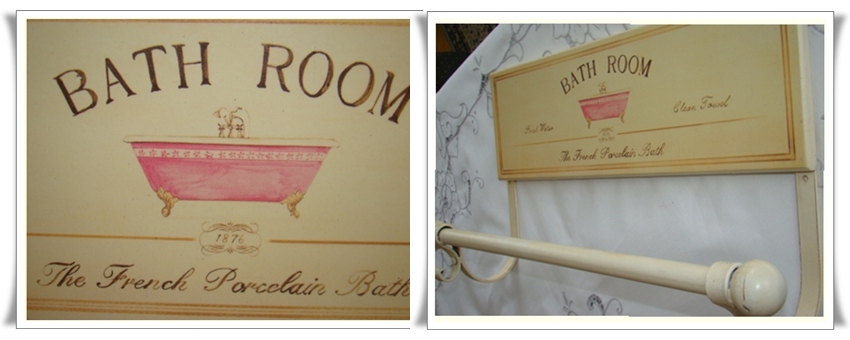 BATH ROOM
1876
The French Porcelain Bath
BATH ROOM
Clean Towel
The French Porcelain Bath